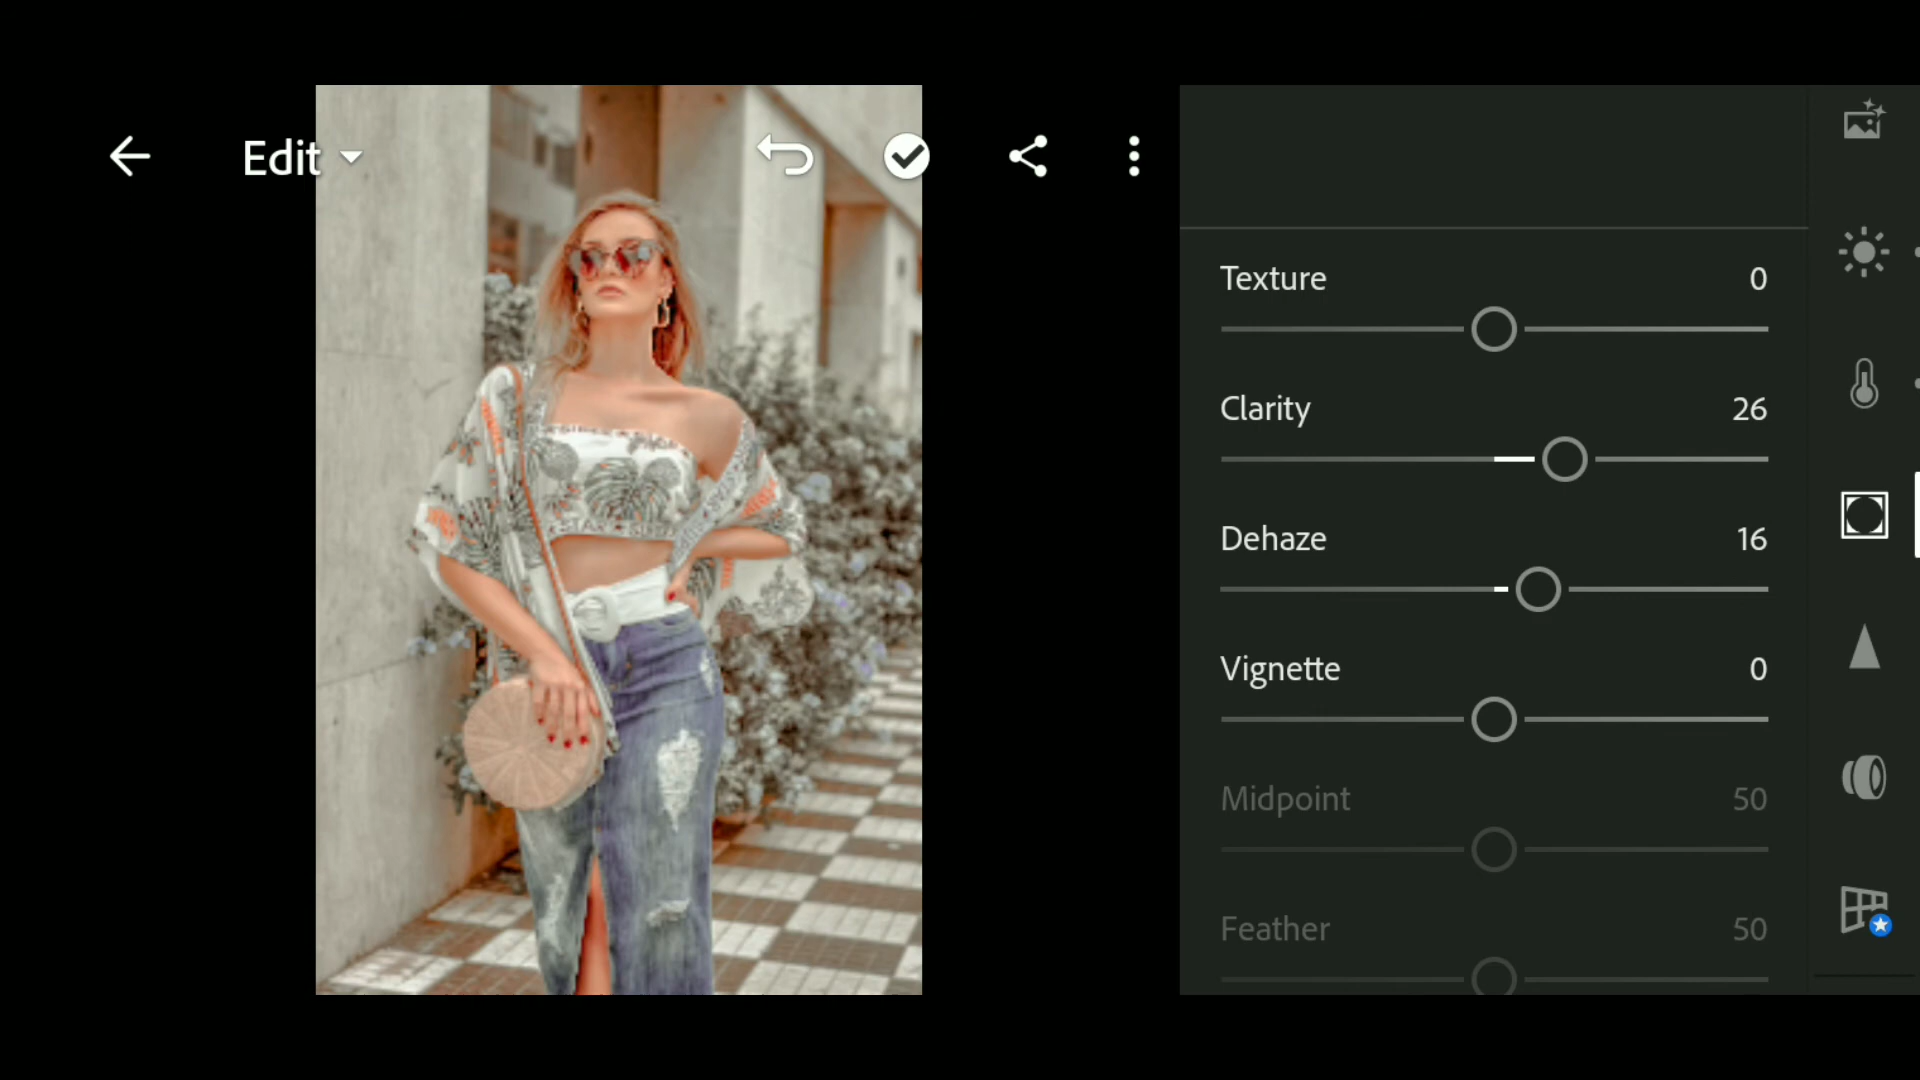 Edit
Texture 0
Clarity 26
Dehaze 16
Vignette 0
Midpoint 50
Feather 50